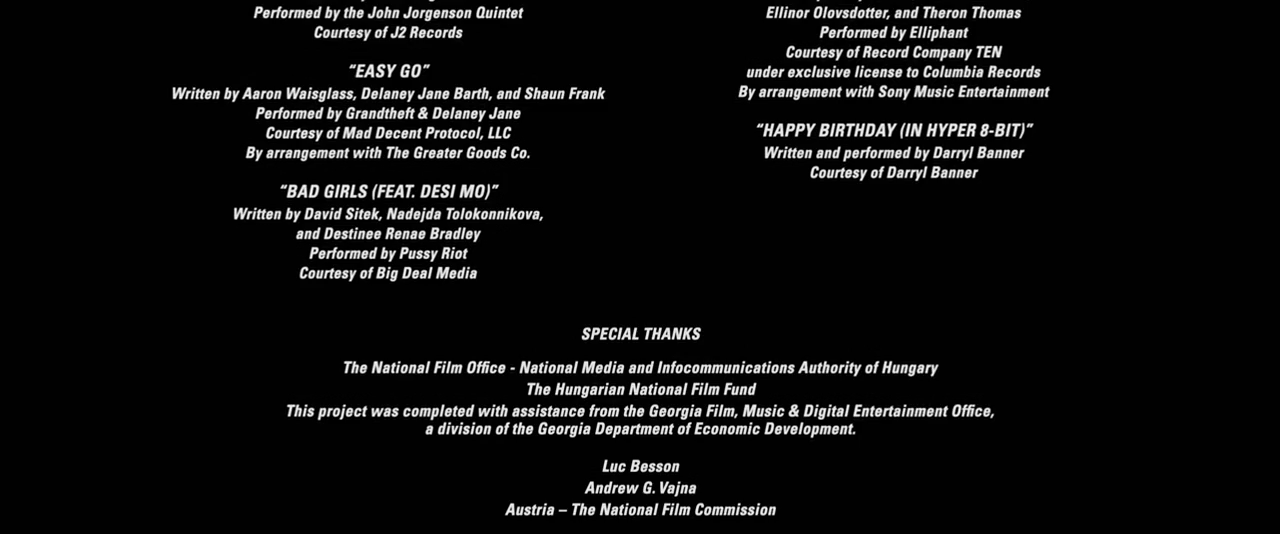 Performed by the John Jorgenson Quintet
Courtesy of J2 Records
“EASY GO”
Written by Aaron Waisglass, Delaney Jane Barth, and Shaun Frank
Performed by Grandtheft & Delaney Jane
Courtesy of Mad Decent Protocol, LLC
By arrangement with The Greater Goods Co.
“BAD GIRLS (FEAT. DESI MO)”
Written by David Sitek, Nadejda Tolokonnikova,
and Destinee Renae Bradley
Performed by Pussy Riot
Courtesy of Big Deal Media
Ellinor Olovsdotter, and Theron Thomas
Performed by Elliphant
Courtesy of Record Company TEN
under exclusive license to Columbia Records
By arrangement with Sony Music Entertainment
“HAPPY BIRTHDAY (IN HYPER 8-BIT)”
Written and performed by Darryl Banner
Courtesy of Darryl Banner
SPECIAL THANKS
The National Film Office - National Media and Infocommunications Authority of Hungary
The Hungarian National Film Fund
This project was completed with assistance from the Georgia Film, Music & Digital Entertainment Office,
a division of the Georgia Department of Economic Development.
Luc Besson
Andrew G. Vajna
Austria – The National Film Commission